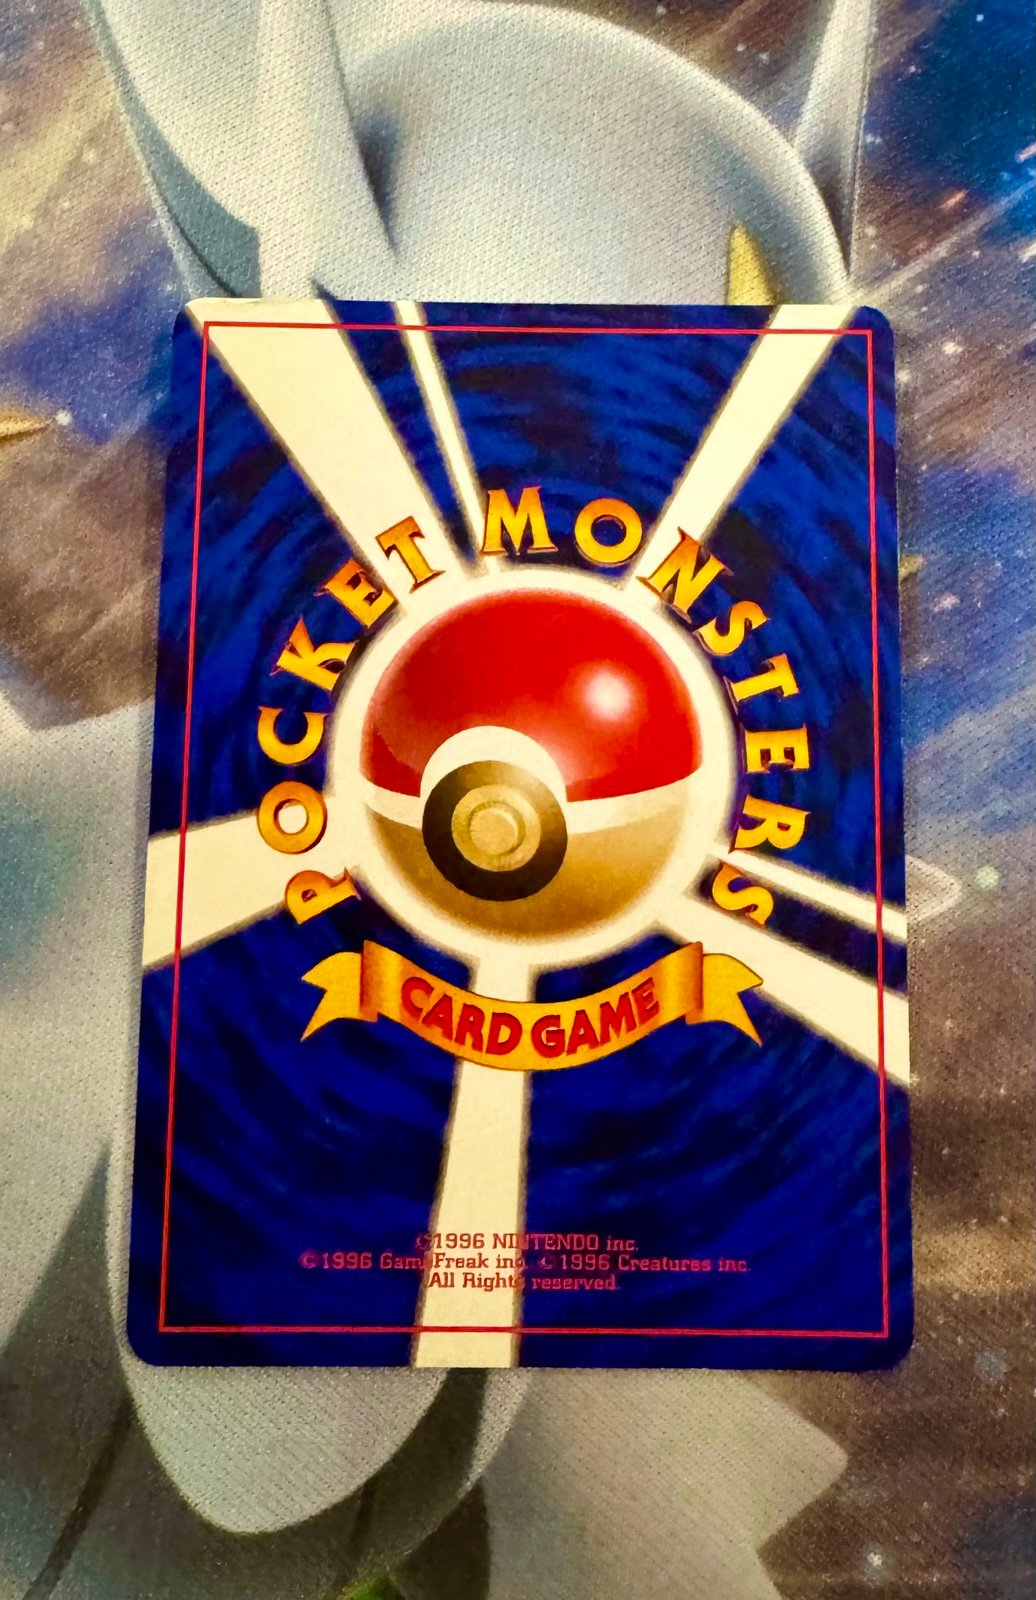 POCKET MONSTERS
CARD GAME
©1996 NINTENDO inc.
©1996 Game Freak inc. ©1996 Creatures inc.
All Rights reserved.